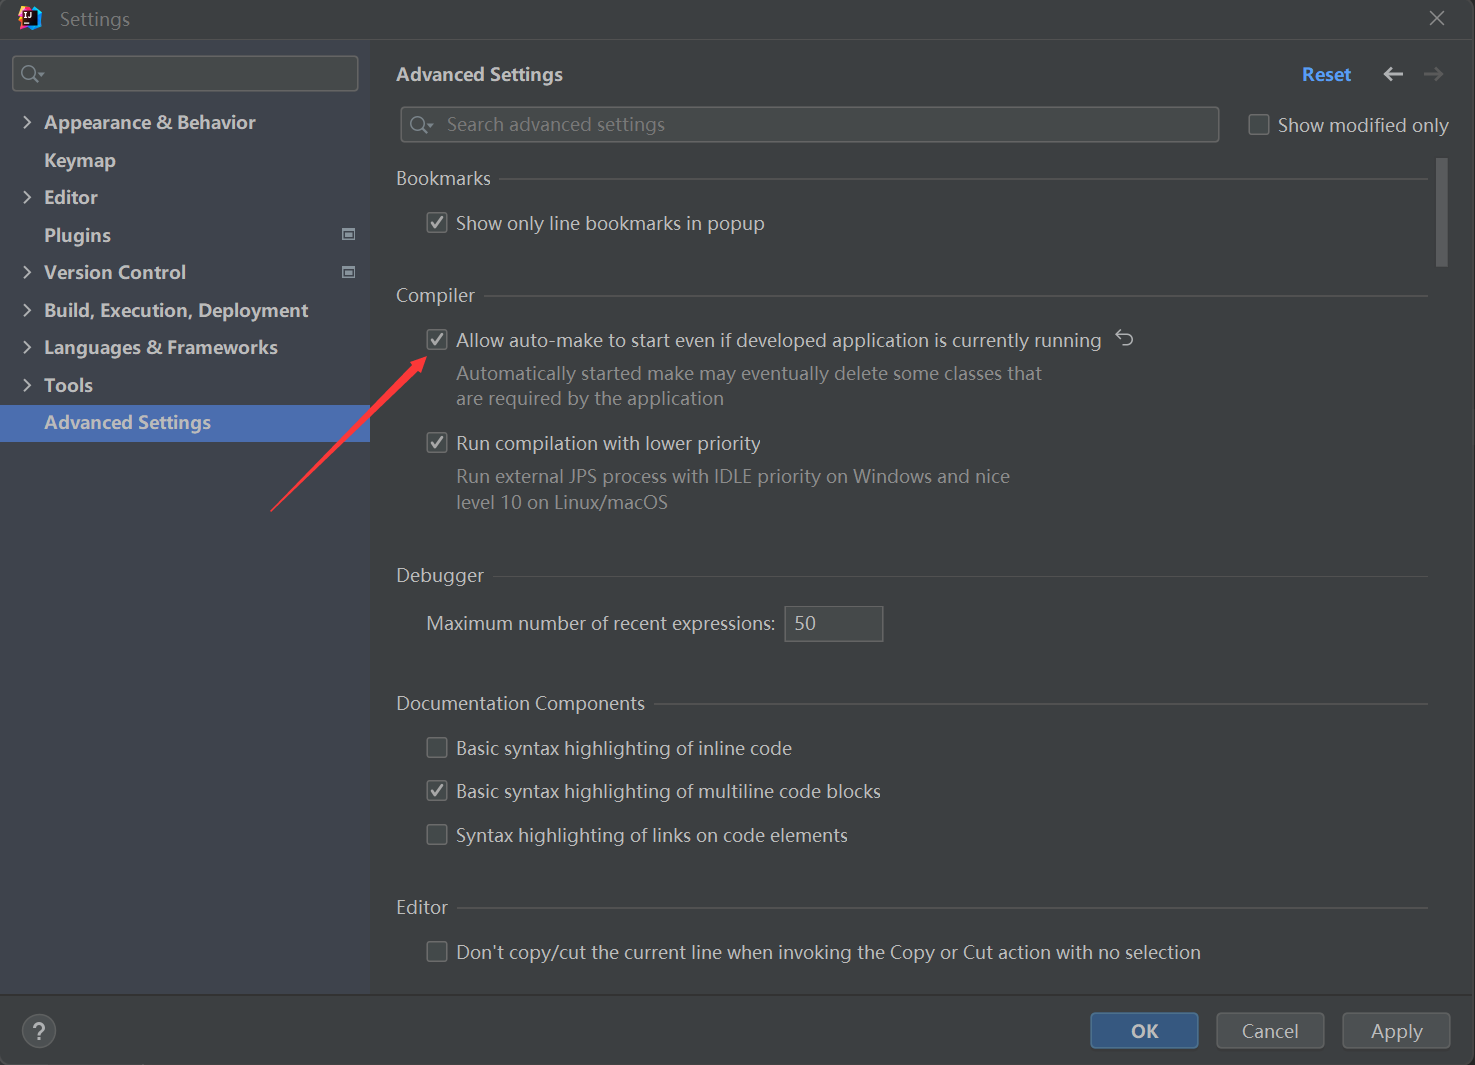 Settings
Appearance & Behavior
Keymap
Editor
Plugins
Version Control
Build, Execution, Deployment
Languages & Frameworks
Tools
Advanced Settings
Advanced Settings
Reset
Search advanced settings
Show modified only
Bookmarks
Show only line bookmarks in popup
Compiler
Allow auto-make to start even if developed application is currently running
Automatically started make may eventually delete some classes that
are required by the application
Run compilation with lower priority
Run external JPS process with IDLE priority on Windows and nice
level 10 on Linux/macOS
Debugger
Maximum number of recent expressions: 50
Documentation Components
Basic syntax highlighting of inline code
Basic syntax highlighting of multiline code blocks
Syntax highlighting of links on code elements
Editor
Don't copy/cut the current line when invoking the Copy or Cut action with no selection
?
OK
Cancel
Apply